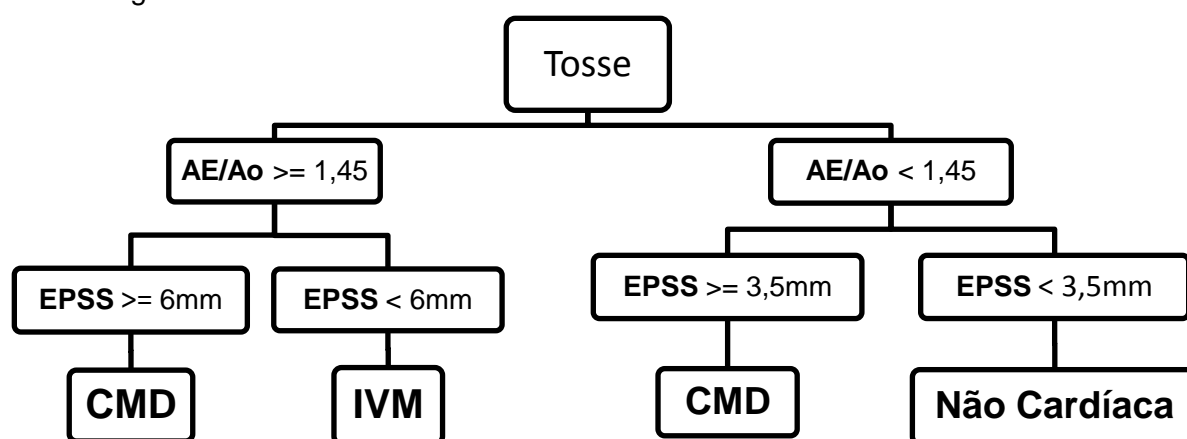 Tosse
AE/Ao >= 1,45
AE/Ao < 1,45
EPSS >= 6mm
EPSS < 6mm
EPSS >= 3,5mm
EPSS < 3,5mm
CMD
IVM
CMD
Não Cardíaca